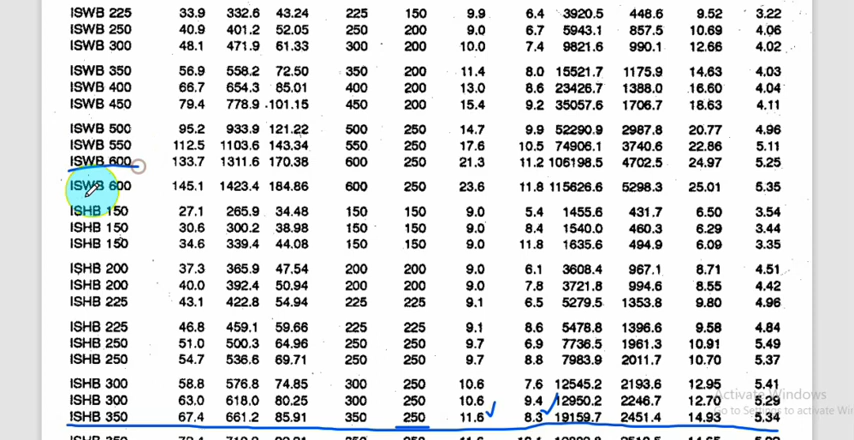 ISWB 225 33.9 332.6 43.24 225 150 9.9 6.4 3920.5 448.6 9.52 3.22
ISWB 250 40.9 401.2 52.05 250 200 9.0 6.7 5943.1 857.5 10.69 4.06
ISWB 300 48.1 471.9 61.33 300 200 10.0 7.4 9821.6 990.1 12.66 4.02
ISWB 350 56.9 558.2 72.50 350 200 11.4 8.0 15521.7 1175.9 14.63 4.03
ISWB 400 66.7 654.3 85.01 400 200 13.0 8.6 23426.7 1388.0 16.60 4.04
ISWB 450 79.4 778.9 101.15 450 200 15.4 9.2 35057.6 1706.7 18.63 4.11
ISWB 500 95.2 933.9 121.22 500 250 14.7 9.9 52290.9 2987.8 20.77 4.96
ISWB 550 112.5 1103.6 143.34 550 250 17.6 10.5 74906.1 3740.6 22.86 5.11
ISWB 600 133.7 1311.6 170.38 600 250 21.3 11.2 106198.5 4702.5 24.97 5.25
ISWB 600 145.1 1423.4 184.86 600 250 23.6 11.8 115626.6 5298.3 25.01 5.35
ISHB 150 27.1 265.9 34.48 150 150 9.0 5.4 1455.6 431.7 6.50 3.54
ISHB 150 30.6 300.2 38.98 150 150 9.0 8.4 1540.0 460.3 6.29 3.44
ISHB 150 34.6 339.4 44.08 150 150 9.0 11.8 1635.6 494.9 6.09 3.35
ISHB 200 37.3 365.9 47.54 200 200 9.0 6.1 3608.4 967.1 8.71 4.51
ISHB 200 40.0 392.4 50.94 200 200 9.0 7.8 3721.8 994.6 8.55 4.42
ISHB 225 43.1 422.8 54.94 225 225 9.1 6.5 5279.5 1353.8 9.80 4.96
ISHB 225 46.8 459.1 59.66 225 225 9.1 8.6 5478.8 1396.6 9.58 4.84
ISHB 250 51.0 500.3 64.96 250 250 9.7 6.9 7736.5 1961.3 10.91 5.49
ISHB 250 54.7 536.6 69.71 250 250 9.7 8.8 7983.9 2011.7 10.70 5.37
ISHB 300 58.8 576.8 74.85 300 250 10.6 7.6 12545.2 2193.6 12.95 5.41
ISHB 300 63.0 618.0 80.25 300 250 10.6 9.4 12950.2 2246.7 12.70 5.29
ISHB 350 67.4 661.2 85.91 350 250 11.6 8.3 19159.7 2451.4 14.93 5.34
Activate Windows
Go to Settings to activate Win